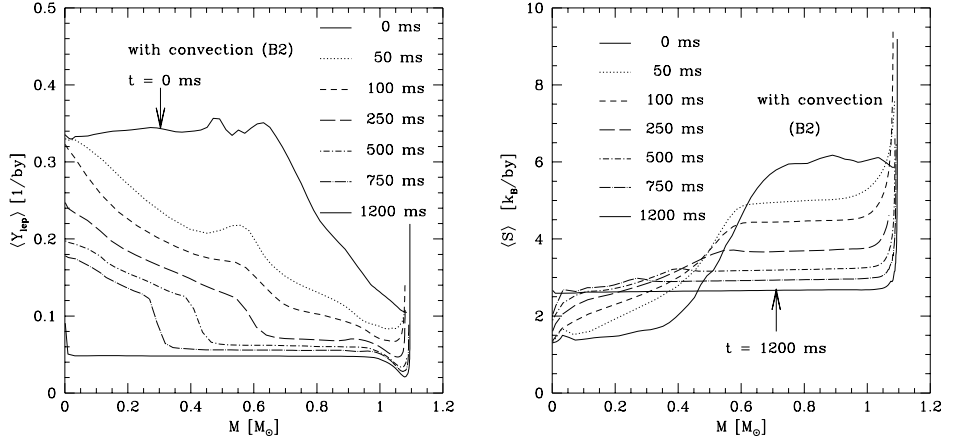 0.5
0.4
0.3
0.2
0.1
0
⟨Y_lep⟩ [1/by]
with convection (B2)
t = 0 ms
0 ms
50 ms
100 ms
250 ms
500 ms
750 ms
1200 ms
0 0.2 0.4 0.6 0.8 1 1.2
M [M_⊙]
10
8
6
4
2
0
⟨S⟩ [k_B/by]
0 ms
50 ms
100 ms
250 ms
500 ms
750 ms
1200 ms
with convection
(B2)
t = 1200 ms
0 0.2 0.4 0.6 0.8 1 1.2
M [M_⊙]